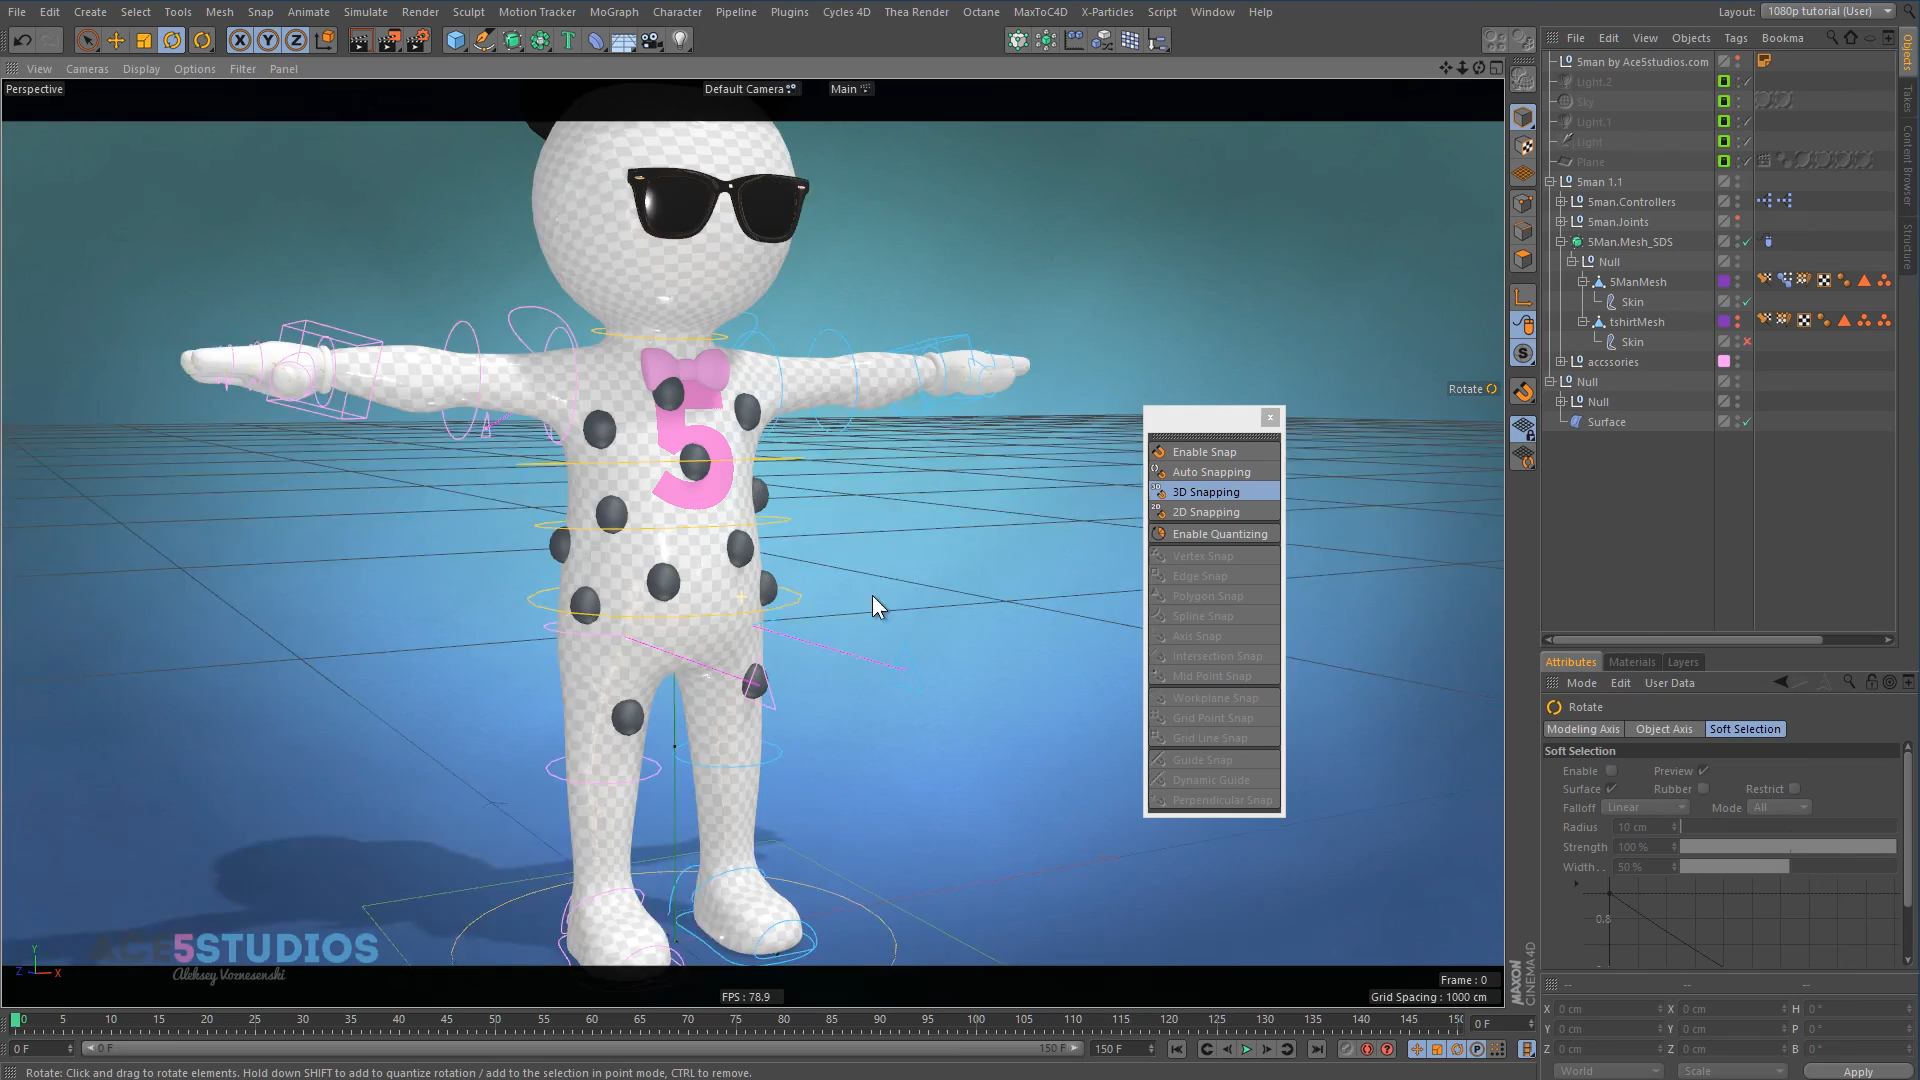 File Edit Create Select Tools Mesh Snap Animate Simulate Render Sculpt Motion Tracker MoGraph Character Pipeline Plugins Cycles 4D Thea Render Octane MaxToC4D X-Particles Script Window Help
Layout: 1080p tutorial (User)
File Edit View Objects Tags Bookma
View Cameras Display Options Filter Panel
Perspective
Default Camera
Main
5man by Ace5studios.com
Light.2
Sky
Light.1
Light
Plane
5man 1.1
5man.Controllers
5man.Joints
5Man.Mesh_SDS
Null
5ManMesh
Skin
tshirtMesh
Skin
accssories
Null
Null
Surface
Objects
Takes
Content Browser
Structure
Rotate
5
x
Enable Snap
Auto Snapping
3D Snapping
2D Snapping
Enable Quantizing
Vertex Snap
Edge Snap
Polygon Snap
Spline Snap
Axis Snap
Intersection Snap
Mid Point Snap
Workplane Snap
Grid Point Snap
Grid Line Snap
Guide Snap
Dynamic Guide
Perpendicular Snap
Attributes Materials Layers
Mode Edit User Data
Rotate
Modeling Axis Object Axis Soft Selection
Soft Selection
Enable Preview
Surface Rubber Restrict
Falloff Linear Mode All
Radius 10 cm
Strength 100 %
Width.. 50 %
0.8
ACE5STUDIOS
Aleksey Voznesenski
Y
Z X
FPS : 78.9
Frame : 0
Grid Spacing : 1000 cm
MAXON
CINEMA 4D
0 5 10 15 20 25 30 35 40 45 50 55 60 65 70 75 80 85 90 95 100 105 110 115 120 125 130 135 140 145 150
0 F
0 F 0 F 150 F 150 F
-- -- --
X 0 cm X 0 cm H 0 °
Y 0 cm Y 0 cm P 0 °
Z 0 cm Z 0 cm B 0 °
World Scale Apply
Rotate: Click and drag to rotate elements. Hold down SHIFT to add to quantize rotation / add to the selection in point mode, CTRL to remove.